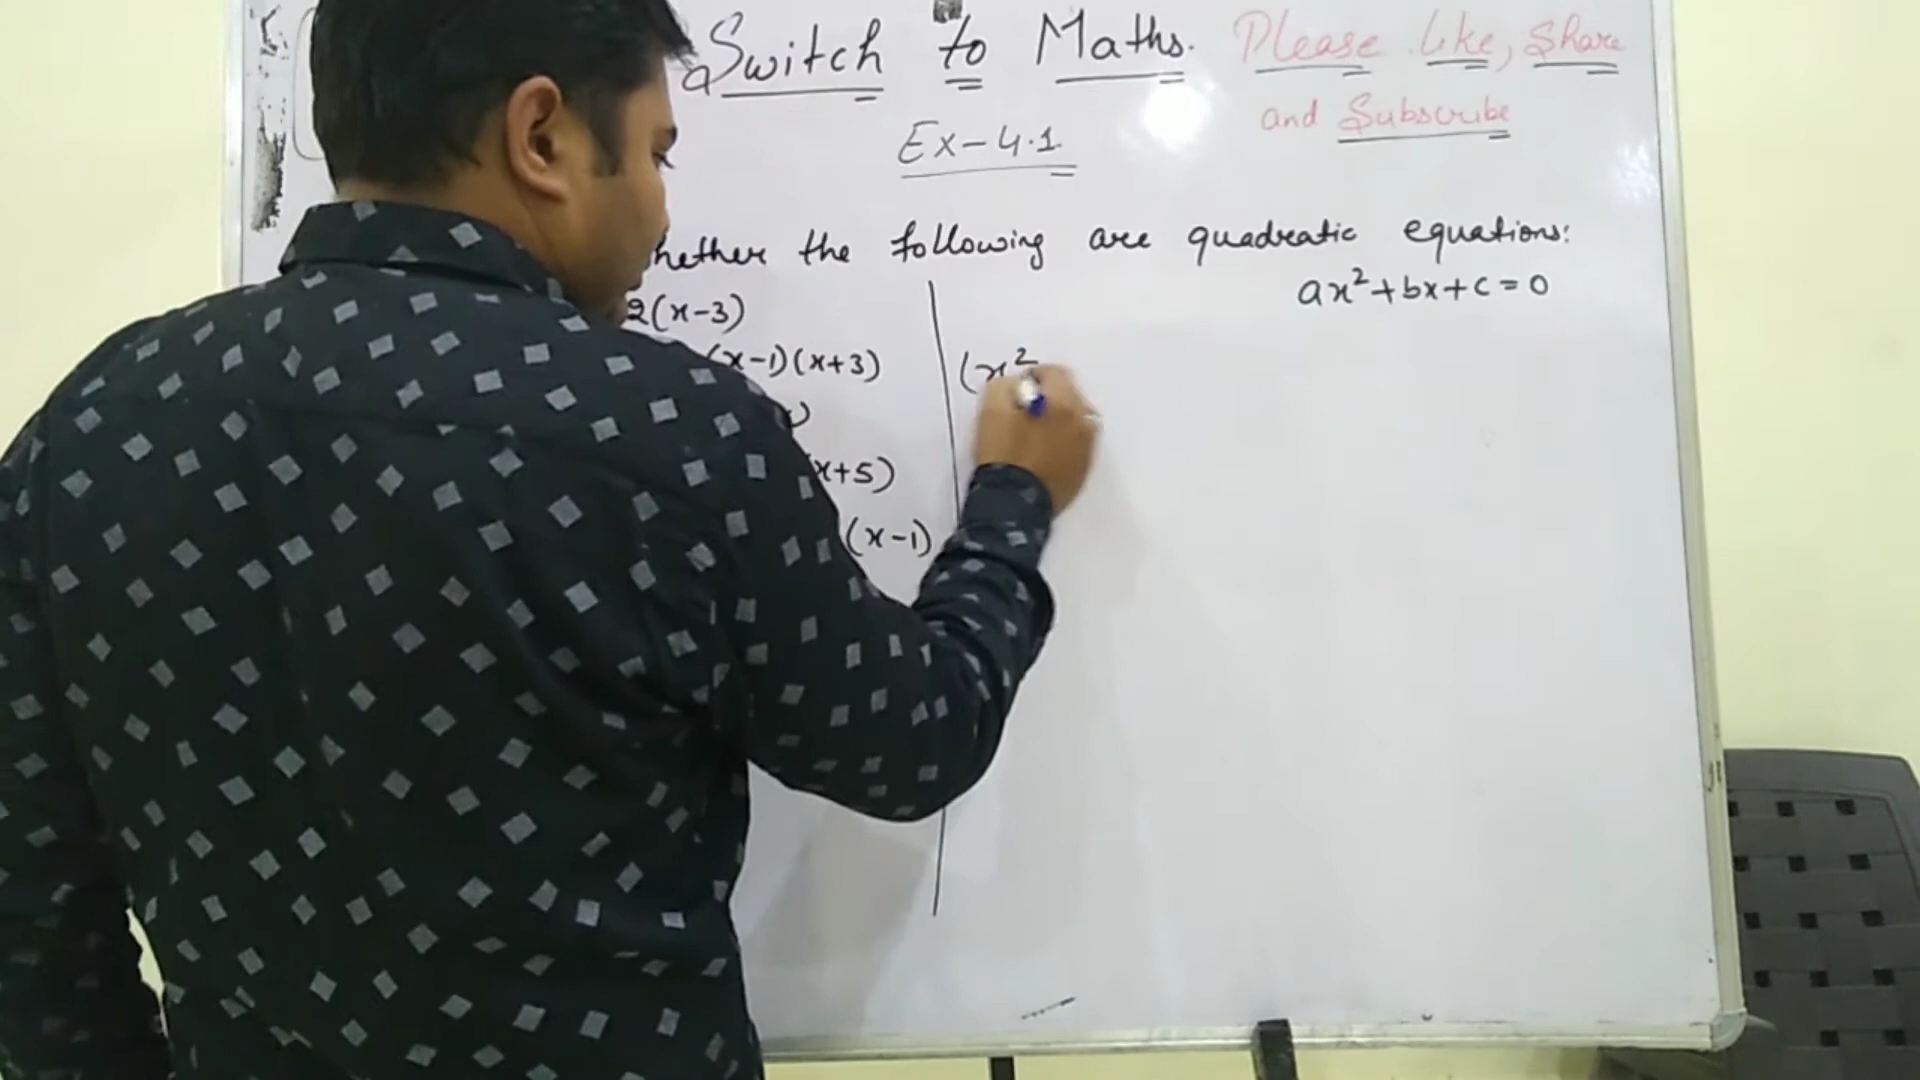 Switch to Maths. Please Like, Share
and Subscribe
Ex-4.1
the following are quadratic equations:
ax²+bx+c=0
2(x-3)
(x-1)(x+3)
(x+5)
(x-1)
(x²